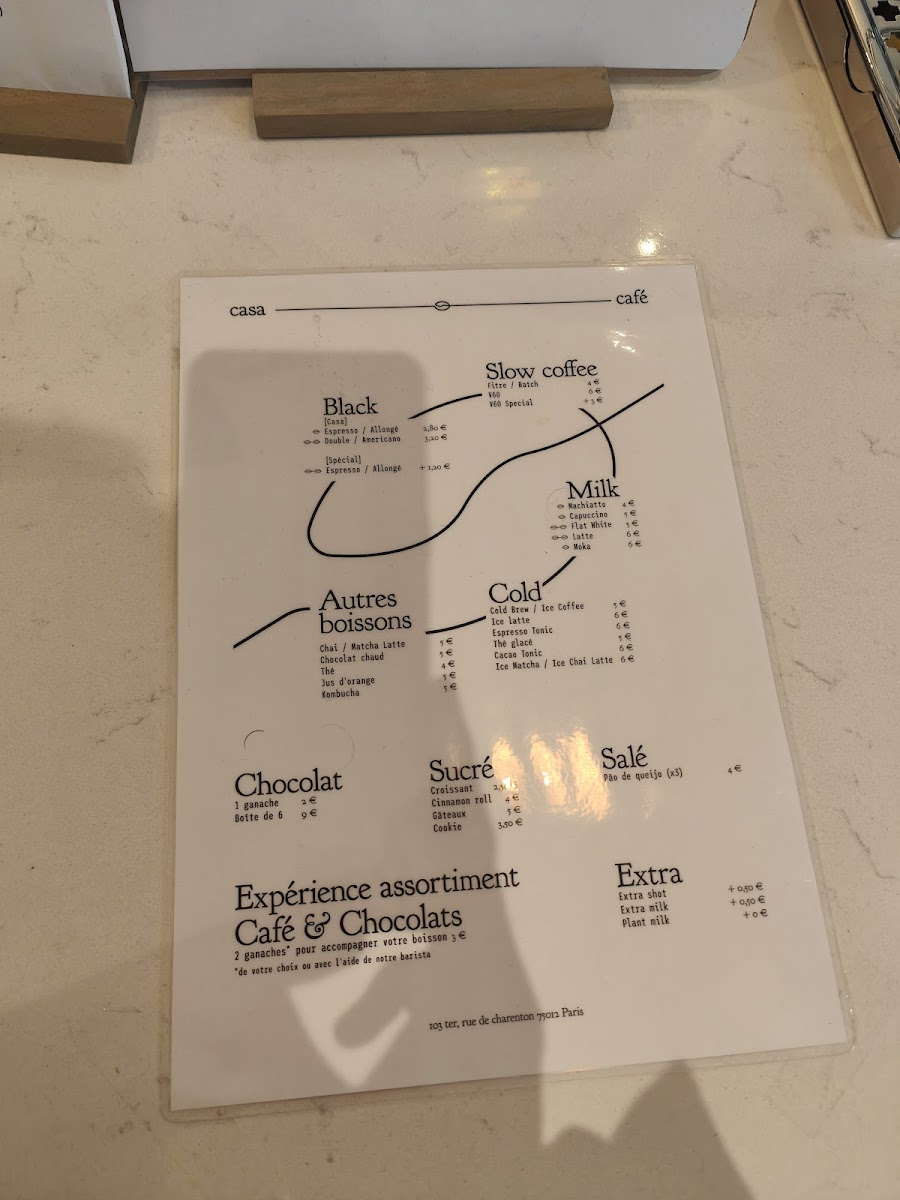 casa café
Slow coffee
Fitre / Batch 4 €
V60 6 €
V60 Special + 3 €
Black
[Casa]
Espresso / Allongé 2,80 €
Double / Americano 3,20 €
[Spécial]
Espresso / Allongé + 1,20 €
Milk
Machiatto 4 €
Capuccino 5 €
Flat White 5 €
Latte 6 €
Moka 6 €
Autres
boissons
Chai / Matcha Latte 5 €
Chocolat chaud 5 €
Thé 4 €
Jus d'orange 5 €
Kombucha 5 €
Cold
Cold Brew / Ice Coffee 5 €
Ice latte 6 €
Espresso Tonic 6 €
Thé glacé 5 €
Cacao Tonic 6 €
Ice Matcha / Ice Chai Latte 6 €
Chocolat
1 ganache 2 €
Boîte de 6 9 €
Sucré
Croissant
Cinnamon roll 4 €
Gâteaux 5 €
Cookie 3,50 €
Salé
Pão de queijo (x3) 4 €
Expérience assortiment
Café & Chocolats
2 ganaches* pour accompagner votre boisson 3 €
*de votre choix ou avec l'aide de notre barista
Extra
Extra shot + 0,50 €
Extra milk + 0,50 €
Plant milk + 0 €
103 ter, rue de charenton 75012 Paris